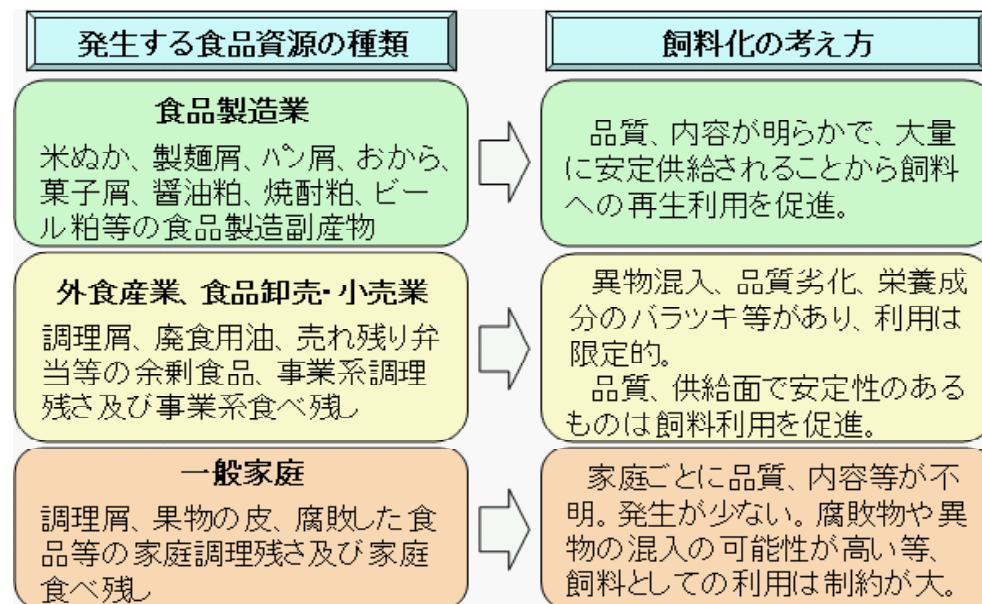 発生する食品資源の種類
飼料化の考え方
食品製造業
米ぬか、製麺屑、パン屑、おから、
菓子屑、醤油粕、焼酎粕、ビー
ル粕等の食品製造副産物
品質、内容が明らかで、大量
に安定供給されることから飼料
への再生利用を促進。
外食産業、食品卸売・小売業
調理屑、廃食用油、売れ残り弁
当等の余剰食品、事業系調理
残さ及び事業系食べ残し
異物混入、品質劣化、栄養成
分のバラツキ等があり、利用は
限定的。
品質、供給面で安定性のある
ものは飼料利用を促進。
一般家庭
調理屑、果物の皮、腐敗した食
品等の家庭調理残さ及び家庭
食べ残し
家庭ごとに品質、内容等が不
明。発生が少ない。腐敗物や異
物の混入の可能性が高い等、
飼料としての利用は制約が大。